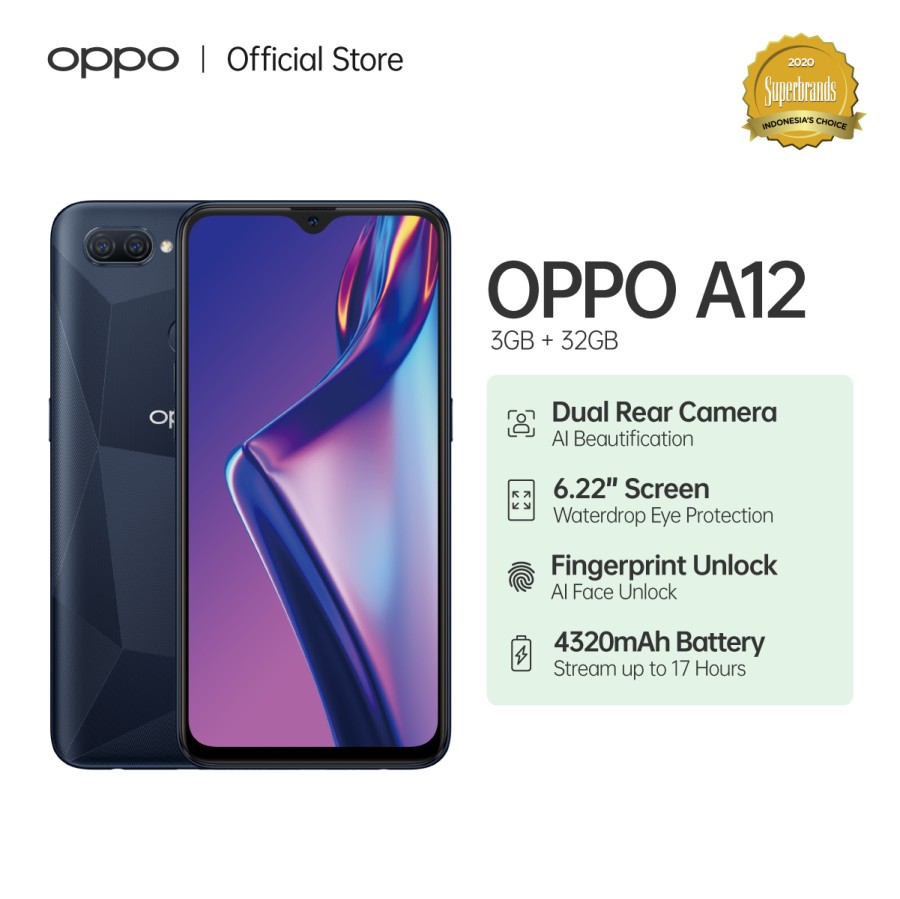 oppo | Official Store
2020
Superbrands
INDONESIA'S CHOICE
op
OPPO A12
3GB + 32GB
Dual Rear Camera
AI Beautification
6.22" Screen
Waterdrop Eye Protection
Fingerprint Unlock
AI Face Unlock
4320mAh Battery
Stream up to 17 Hours